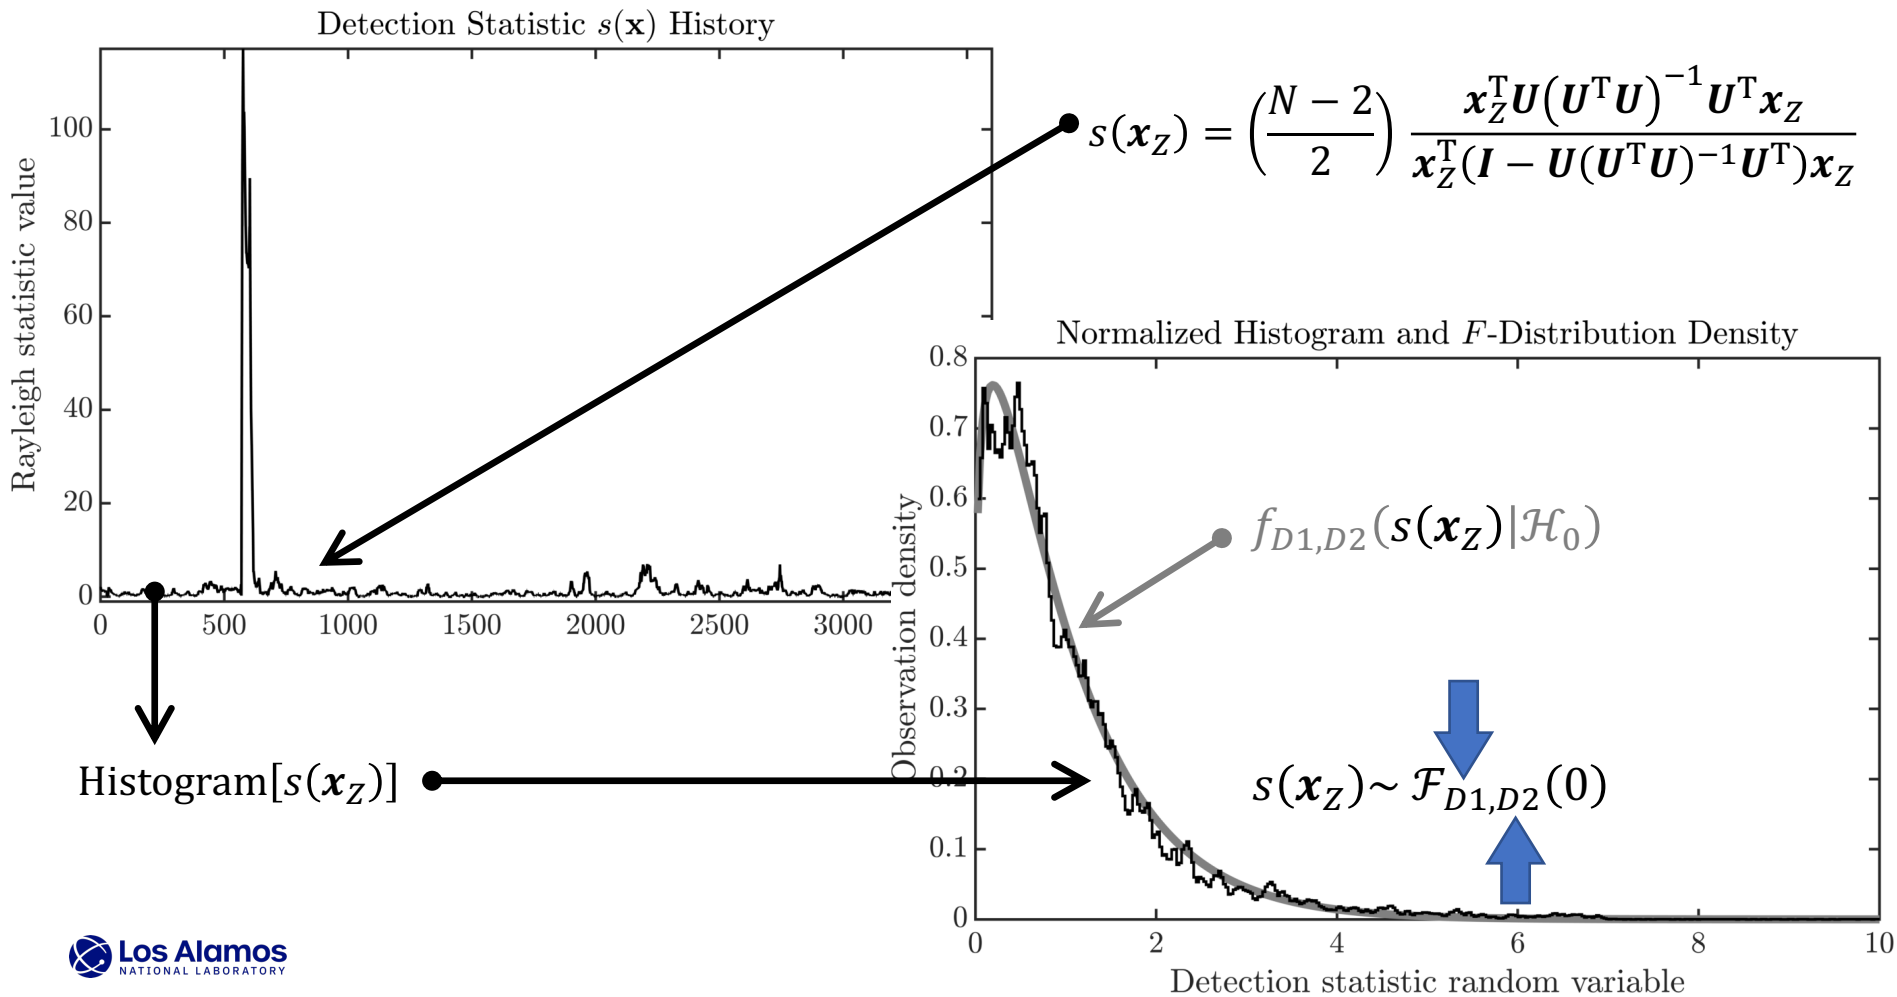 Detection Statistic s(x) History
Rayleigh statistic value
100
80
60
40
20
0
0 500 1000 1500 2000 2500 3000
s(𝒙_Z) = ((N − 2)/2) (𝒙_Z^T 𝑼(𝑼^T𝑼)^−1 𝑼^T 𝒙_Z)/(𝒙_Z^T (𝑰 − 𝑼(𝑼^T𝑼)^−1 𝑼^T)𝒙_Z)
Histogram[s(𝒙_Z)]
Normalized Histogram and F-Distribution Density
Observation density
0.8
0.7
0.6
0.5
0.4
0.3
0.2
0.1
0
f_D1,D2(s(𝒙_Z)|ℋ_0)
s(𝒙_Z)~ ℱ_D1,D2(0)
0 2 4 6 8 10
Detection statistic random variable
Los Alamos
NATIONAL LABORATORY